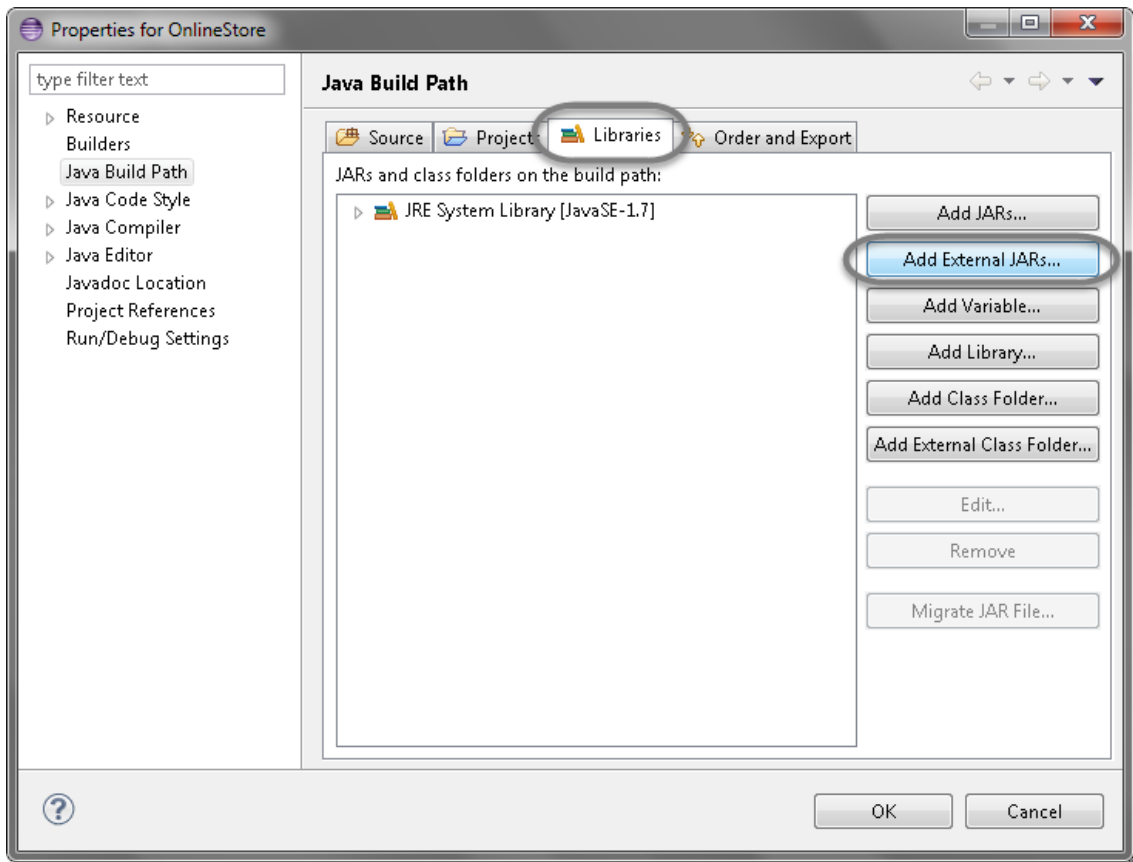 Properties for OnlineStore
type filter text
Resource
Builders
Java Build Path
Java Code Style
Java Compiler
Java Editor
Javadoc Location
Project References
Run/Debug Settings
Java Build Path
Source
Project
Libraries
Order and Export
JARs and class folders on the build path:
JRE System Library [JavaSE-1.7]
Add JARs...
Add External JARs...
Add Variable...
Add Library...
Add Class Folder...
Add External Class Folder...
Edit...
Remove
Migrate JAR File...
?
OK
Cancel